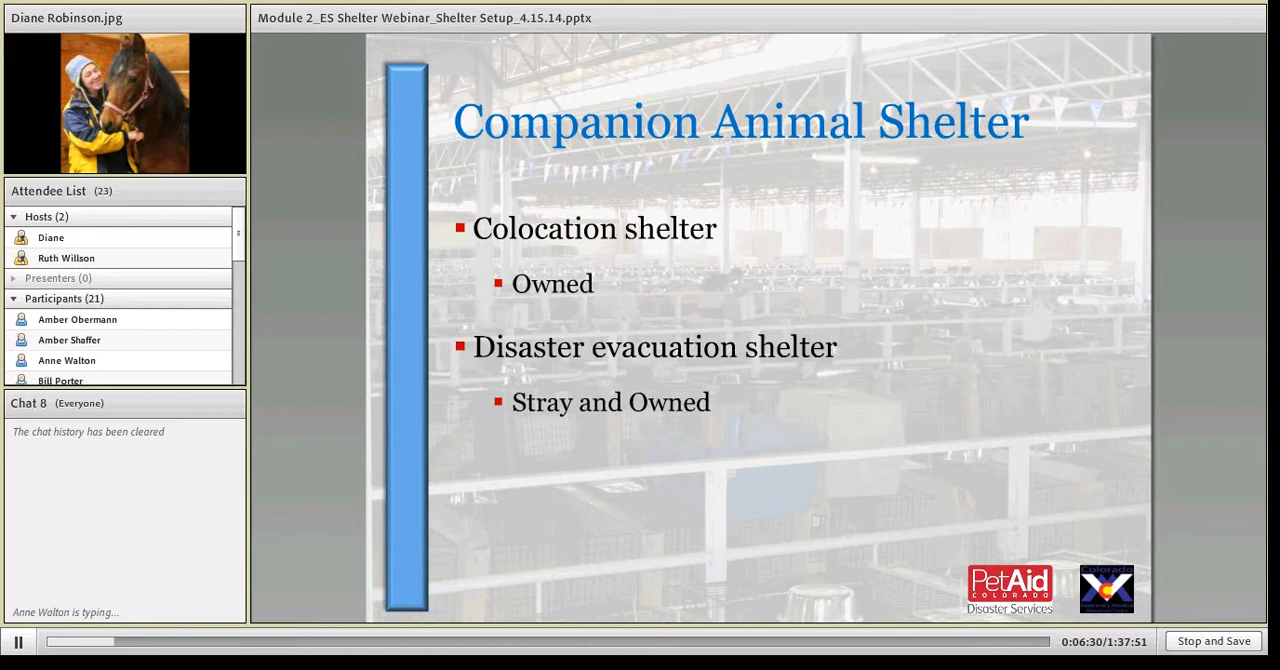 Diane Robinson.jpg
Module 2_ES Shelter Webinar_Shelter Setup_4.15.14.pptx
Attendee List (23)
Hosts (2)
Diane
Ruth Willson
Presenters (0)
Participants (21)
Amber Obermann
Amber Shaffer
Anne Walton
Bill Porter
Chat 8 (Everyone)
The chat history has been cleared
Anne Walton is typing...
Companion Animal Shelter
Colocation shelter
Owned
Disaster evacuation shelter
Stray and Owned
PetAid
COLORADO
Disaster Services
Colorado
0:06:30/1:37:51
Stop and Save